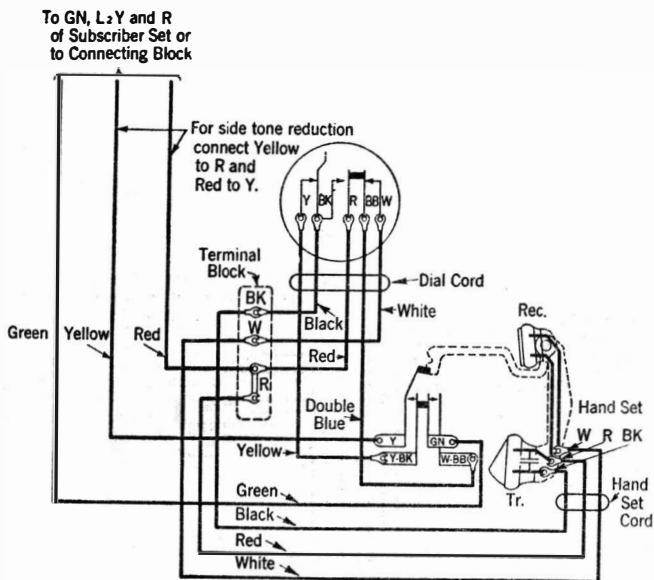 To GN, L2Y and R
of Subscriber Set or
to Connecting Block
For side tone reduction
connect Yellow
to R and
Red to Y.
Y BK R BB W
Terminal
Block
Dial Cord
BK
Black
White
W
Rec.
Green
Yellow
Red
Red
R
Double
Blue
Hand Set
Y
GN
W R BK
Yellow
Y-BK
W-BB
Green
Tr.
Hand
Set
Cord
Black
Red
White